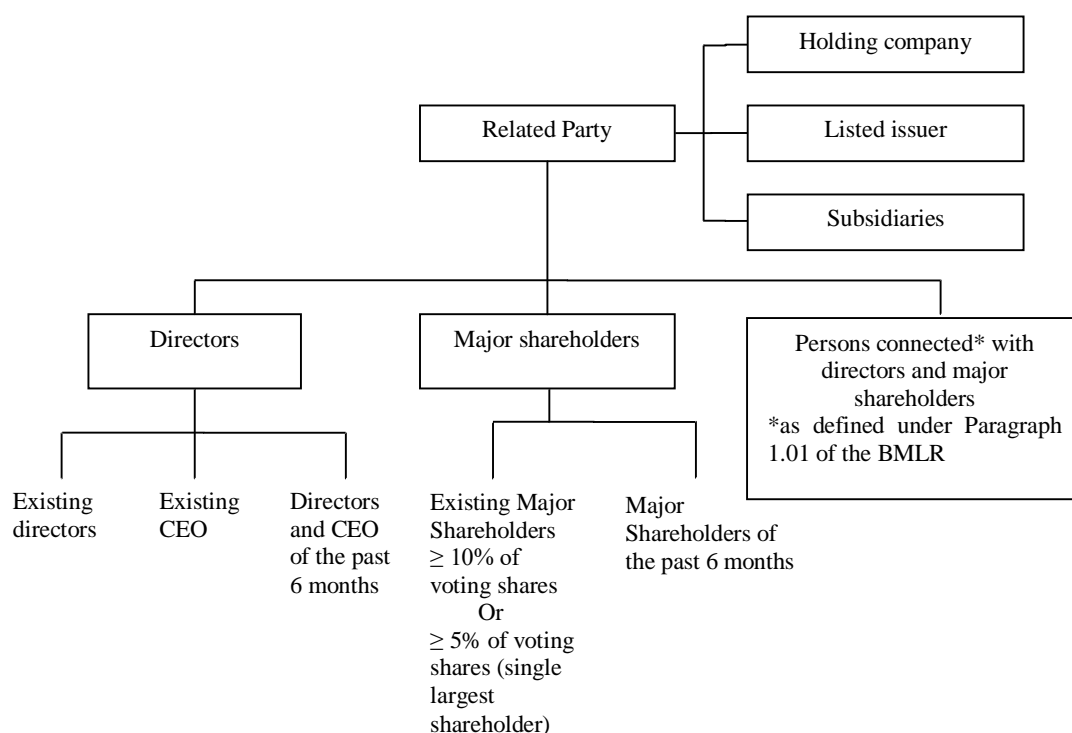 Holding company
Related Party
Listed issuer
Subsidiaries
Directors
Major shareholders
Persons connected* with
directors and major
shareholders
*as defined under Paragraph
1.01 of the BMLR
Existing
directors
Existing
CEO
Directors
and CEO
of the past
6 months
Existing Major
Shareholders
≥ 10% of
voting shares
Or
≥ 5% of voting
shares (single
largest
shareholder)
Major
Shareholders of
the past 6 months